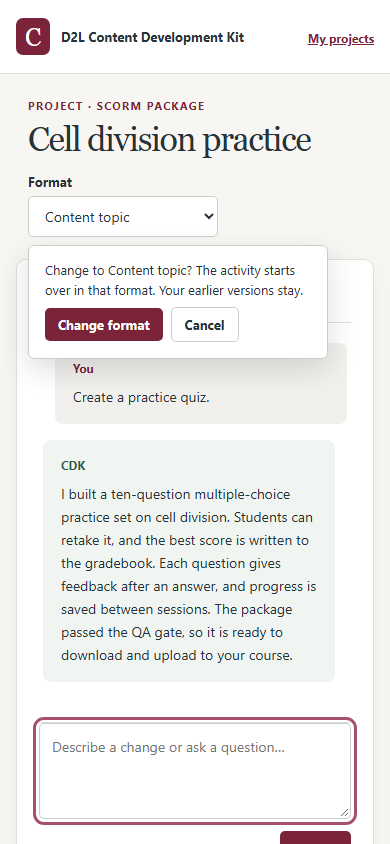 C
D2L Content Development Kit
My projects
PROJECT · SCORM PACKAGE
Cell division practice
Format
Content topic
Change to Content topic? The activity starts
over in that format. Your earlier versions stay.
Change format
Cancel
You
Create a practice quiz.
CDK
I built a ten-question multiple-choice
practice set on cell division. Students can
retake it, and the best score is written to
the gradebook. Each question gives
feedback after an answer, and progress is
saved between sessions. The package
passed the QA gate, so it is ready to
download and upload to your course.
Describe a change or ask a question...